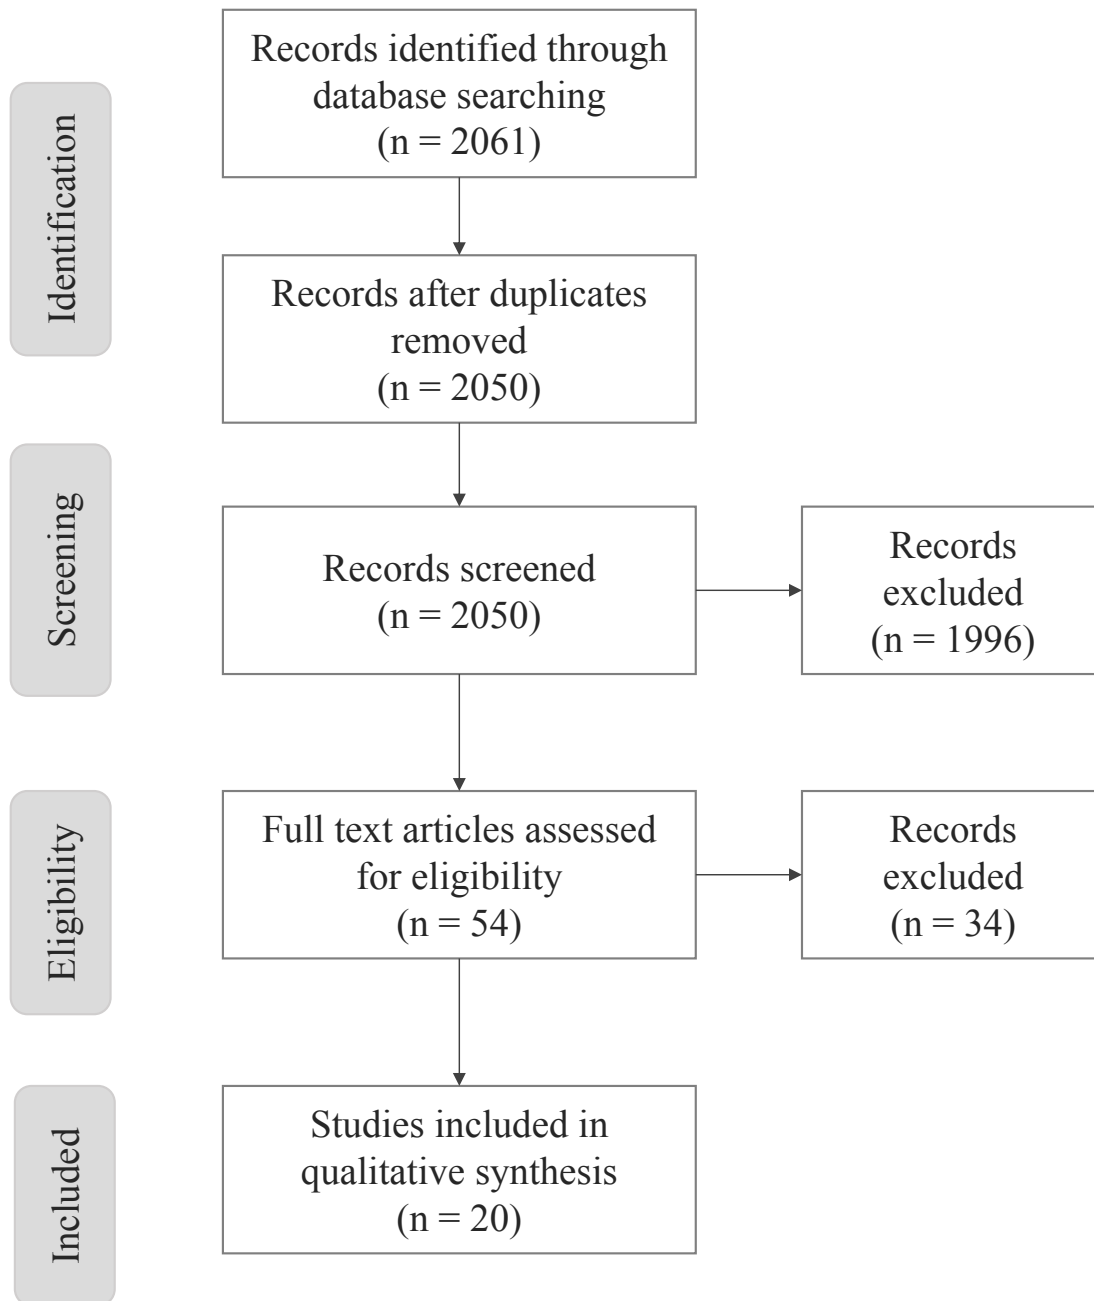 Identification
Records identified through
database searching
(n = 2061)
Records after duplicates
removed
(n = 2050)
Screening
Records screened
(n = 2050)
Records
excluded
(n = 1996)
Eligibility
Full text articles assessed
for eligibility
(n = 54)
Records
excluded
(n = 34)
Included
Studies included in
qualitative synthesis
(n = 20)